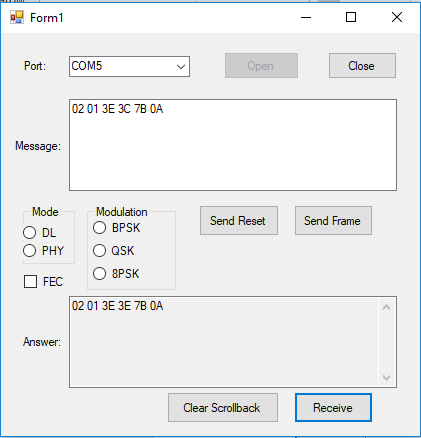 Form1
Port: COM5 Open Close
Message: 02 01 3E 3C 7B 0A
Mode Modulation
DL BPSK Send Reset Send Frame
PHY QSK
FEC 8PSK
Answer: 02 01 3E 3E 7B 0A
Clear Scrollback Receive